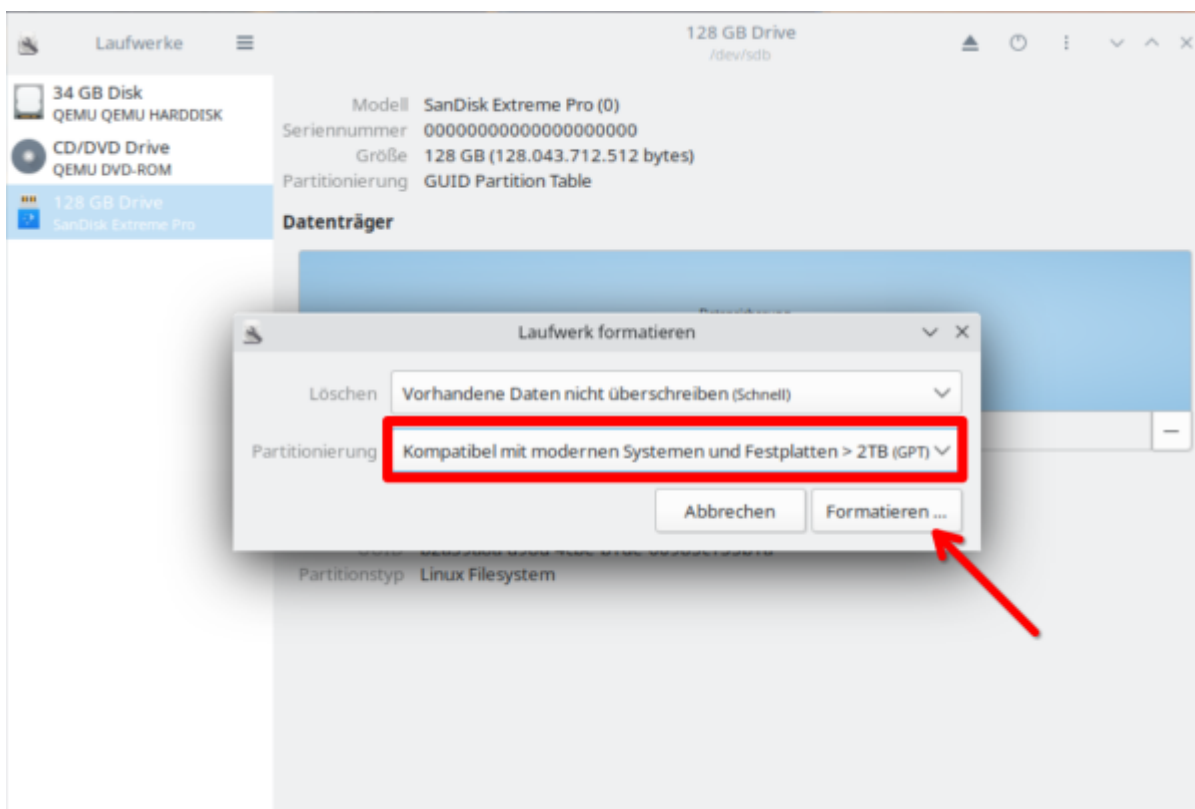 Laufwerke
128 GB Drive
/dev/sdb
34 GB Disk
QEMU QEMU HARDDISK
CD/DVD Drive
QEMU DVD-ROM
128 GB Drive
SanDisk Extreme Pro
Modell SanDisk Extreme Pro (0)
Seriennummer 00000000000000000000
Größe 128 GB (128.043.712.512 bytes)
Partitionierung GUID Partition Table
Datenträger
Laufwerk formatieren
Löschen Vorhandene Daten nicht überschreiben (Schnell)
Partitionierung Kompatibel mit modernen Systemen und Festplatten > 2TB (GPT)
Abbrechen Formatieren ...
Partitionstyp Linux Filesystem